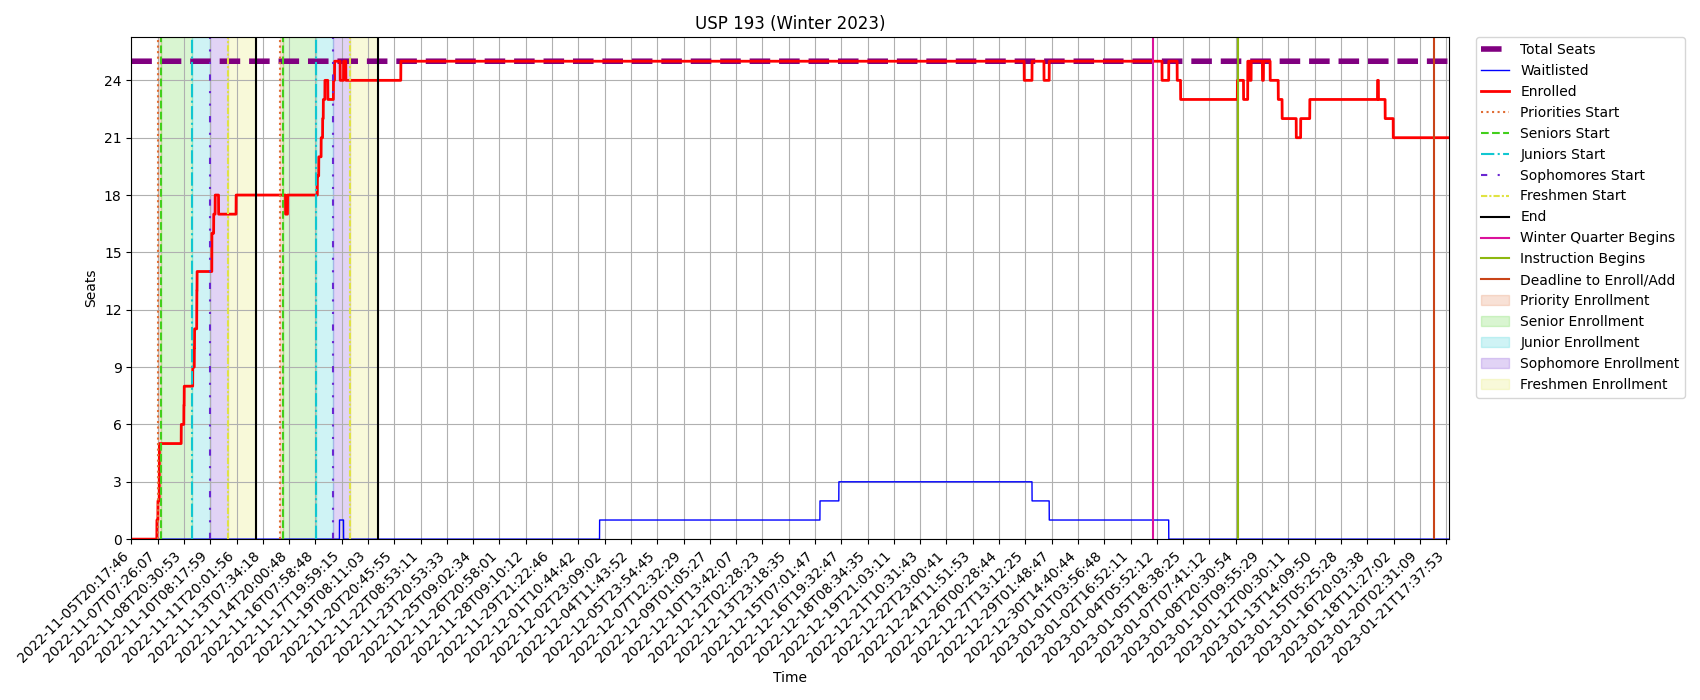 USP 193 (Winter 2023)
Seats
24
21
18
15
12
9
6
3
0
2022-11-05T20:17:46
2022-11-07T07:26:07
2022-11-08T20:30:53
2022-11-10T08:17:59
2022-11-11T20:01:56
2022-11-13T07:34:18
2022-11-14T20:00:48
2022-11-16T07:58:48
2022-11-17T19:59:15
2022-11-19T08:11:03
2022-11-20T20:45:55
2022-11-22T08:53:11
2022-11-23T20:53:33
2022-11-25T09:02:34
2022-11-26T20:58:01
2022-11-28T09:10:12
2022-11-29T21:22:46
2022-12-01T10:44:42
2022-12-02T23:09:02
2022-12-04T11:43:52
2022-12-05T23:54:45
2022-12-07T12:32:29
2022-12-09T01:05:27
2022-12-10T13:42:07
2022-12-12T02:28:23
2022-12-13T23:18:35
2022-12-15T07:01:47
2022-12-16T19:32:47
2022-12-18T08:34:35
2022-12-19T21:03:11
2022-12-21T10:31:43
2022-12-22T23:00:41
2022-12-24T11:51:53
2022-12-26T00:28:44
2022-12-27T13:12:25
2022-12-29T01:48:47
2022-12-30T14:40:44
2023-01-01T03:56:48
2023-01-02T16:52:11
2023-01-04T05:52:12
2023-01-05T18:38:25
2023-01-07T07:41:12
2023-01-08T20:30:54
2023-01-10T09:55:29
2023-01-12T00:30:11
2023-01-13T14:09:50
2023-01-15T05:25:28
2023-01-16T20:03:38
2023-01-18T11:27:02
2023-01-20T02:31:09
2023-01-21T17:37:53
Time
Total Seats
Waitlisted
Enrolled
Priorities Start
Seniors Start
Juniors Start
Sophomores Start
Freshmen Start
End
Winter Quarter Begins
Instruction Begins
Deadline to Enroll/Add
Priority Enrollment
Senior Enrollment
Junior Enrollment
Sophomore Enrollment
Freshmen Enrollment